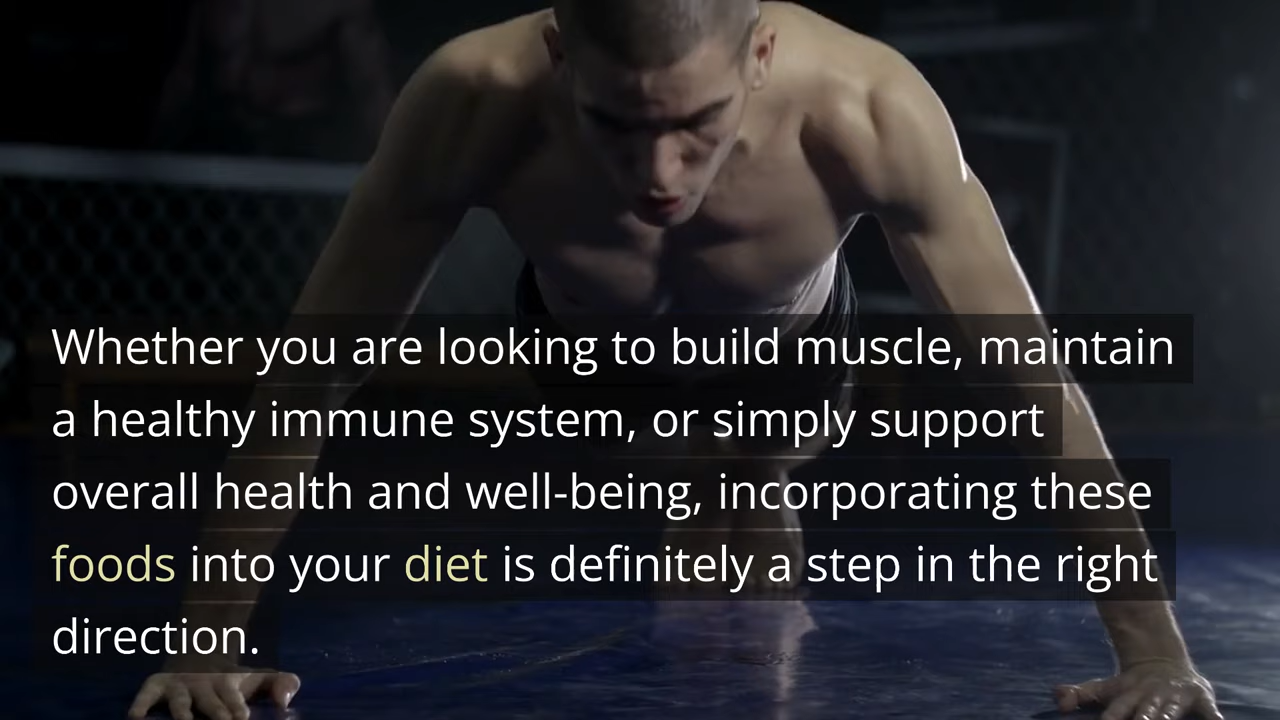 Whether you are looking to build muscle, maintain
a healthy immune system, or simply support
overall health and well-being, incorporating these
foods into your diet is definitely a step in the right
direction.